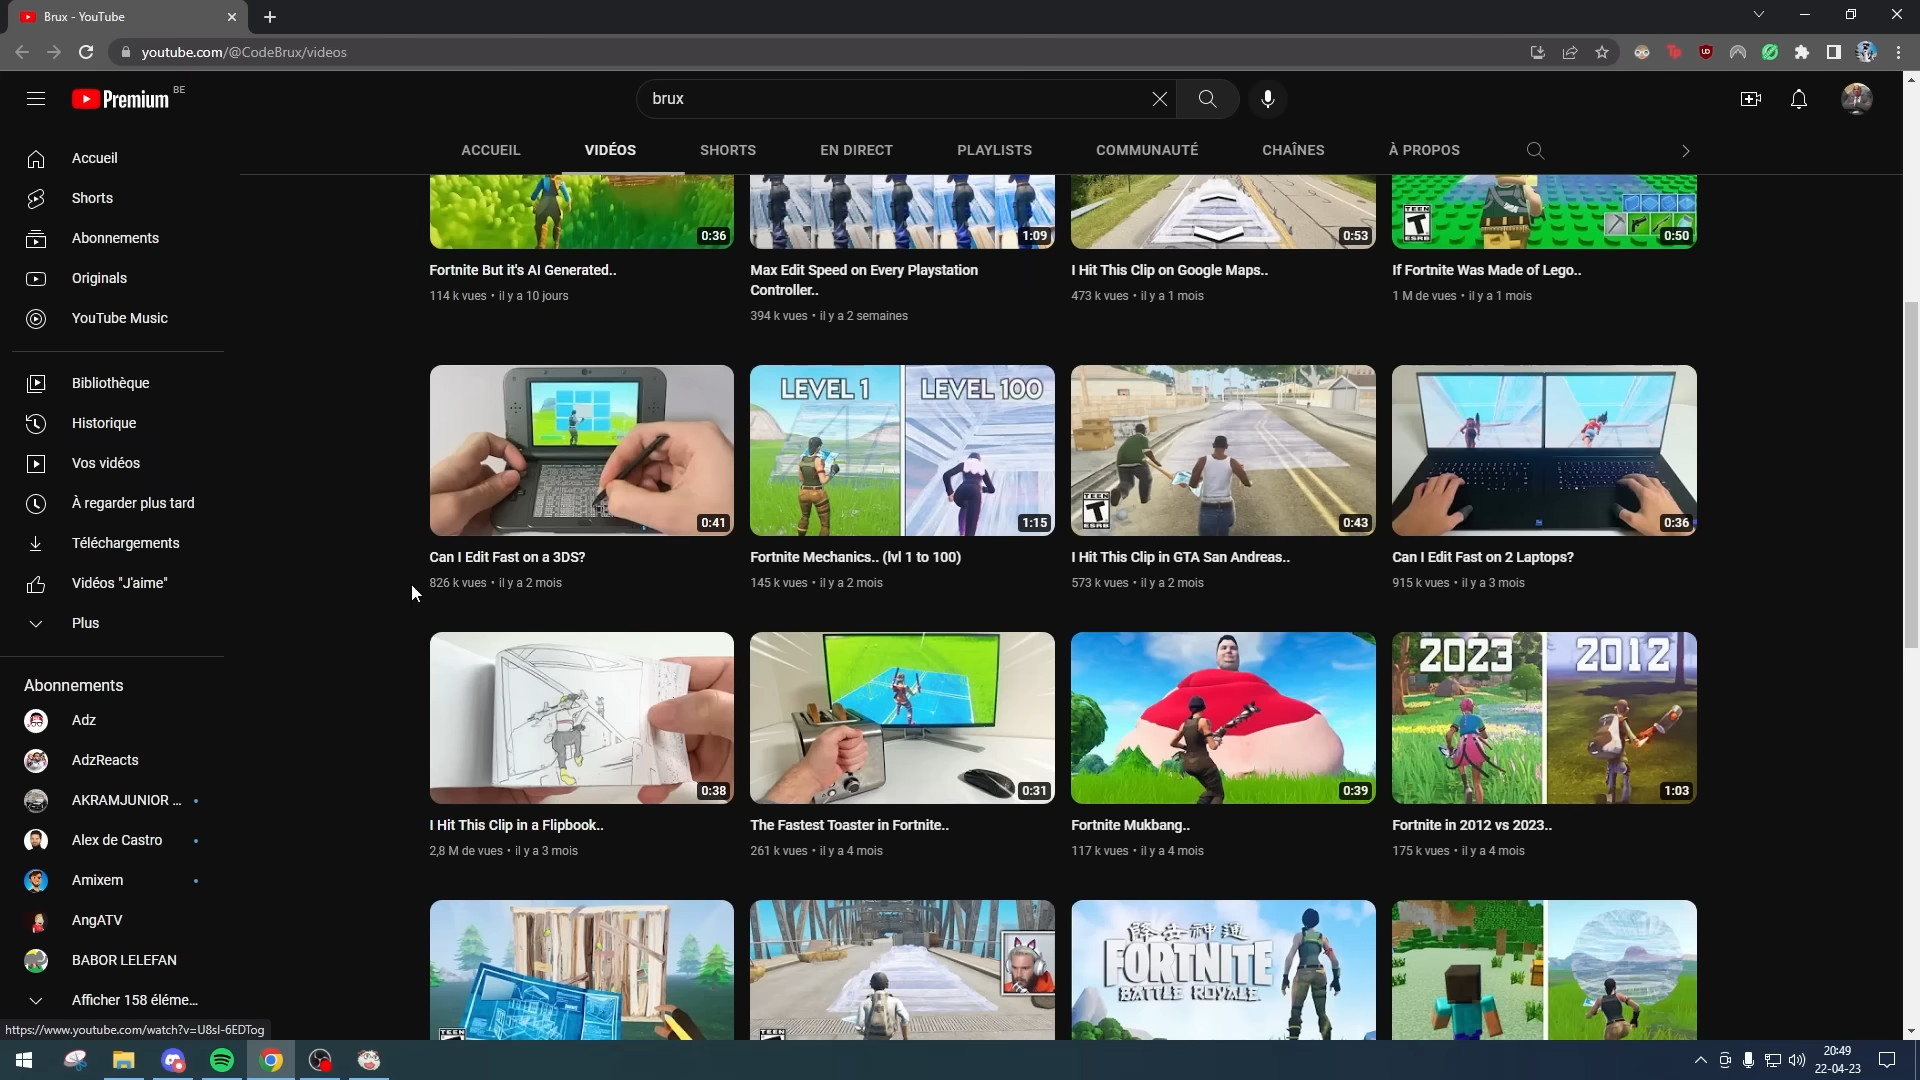 Brux - YouTube
youtube.com/@CodeBrux/videos
Premium BE
brux
ACCUEIL VIDÉOS SHORTS EN DIRECT PLAYLISTS COMMUNAUTÉ CHAÎNES À PROPOS
Accueil
Shorts
Abonnements
Originals
YouTube Music
Bibliothèque
Historique
Vos vidéos
À regarder plus tard
Téléchargements
Vidéos "J'aime"
Plus
Abonnements
Adz
AdzReacts
AKRAMJUNIOR ...
Alex de Castro
Amixem
AngATV
BABOR LELEFAN
Afficher 158 éléme...
0:36
Fortnite But it's AI Generated..
114 k vues • il y a 10 jours
1:09
Max Edit Speed on Every Playstation
Controller..
394 k vues • il y a 2 semaines
0:53
I Hit This Clip on Google Maps..
473 k vues • il y a 1 mois
TEEN
T
ESRB
0:50
If Fortnite Was Made of Lego..
1 M de vues • il y a 1 mois
0:41
Can I Edit Fast on a 3DS?
826 k vues • il y a 2 mois
LEVEL 1 LEVEL 100
1:15
Fortnite Mechanics.. (lvl 1 to 100)
145 k vues • il y a 2 mois
TEEN
T
ESRB
0:43
I Hit This Clip in GTA San Andreas..
573 k vues • il y a 2 mois
0:36
Can I Edit Fast on 2 Laptops?
915 k vues • il y a 3 mois
0:38
I Hit This Clip in a Flipbook..
2,8 M de vues • il y a 3 mois
0:31
The Fastest Toaster in Fortnite..
261 k vues • il y a 4 mois
0:39
Fortnite Mukbang..
117 k vues • il y a 4 mois
2023 2012
1:03
Fortnite in 2012 vs 2023..
175 k vues • il y a 4 mois
TEEN
TEEN
FORTNITE
BATTLE ROYALE
https://www.youtube.com/watch?v=U8sI-6EDTog
20:49
22-04-23